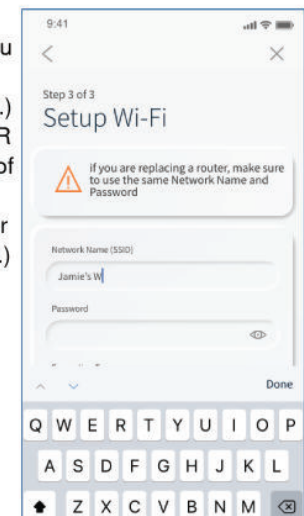 u
.)
R
of
r
.)
9:41
Step 3 of 3
Setup Wi-Fi
if you are replacing a router, make sure
to use the same Network Name and
Password
Network Name (SSID)
Jamie's W
Password
Done
Q W E R T Y U I O P
A S D F G H J K L
Z X C V B N M